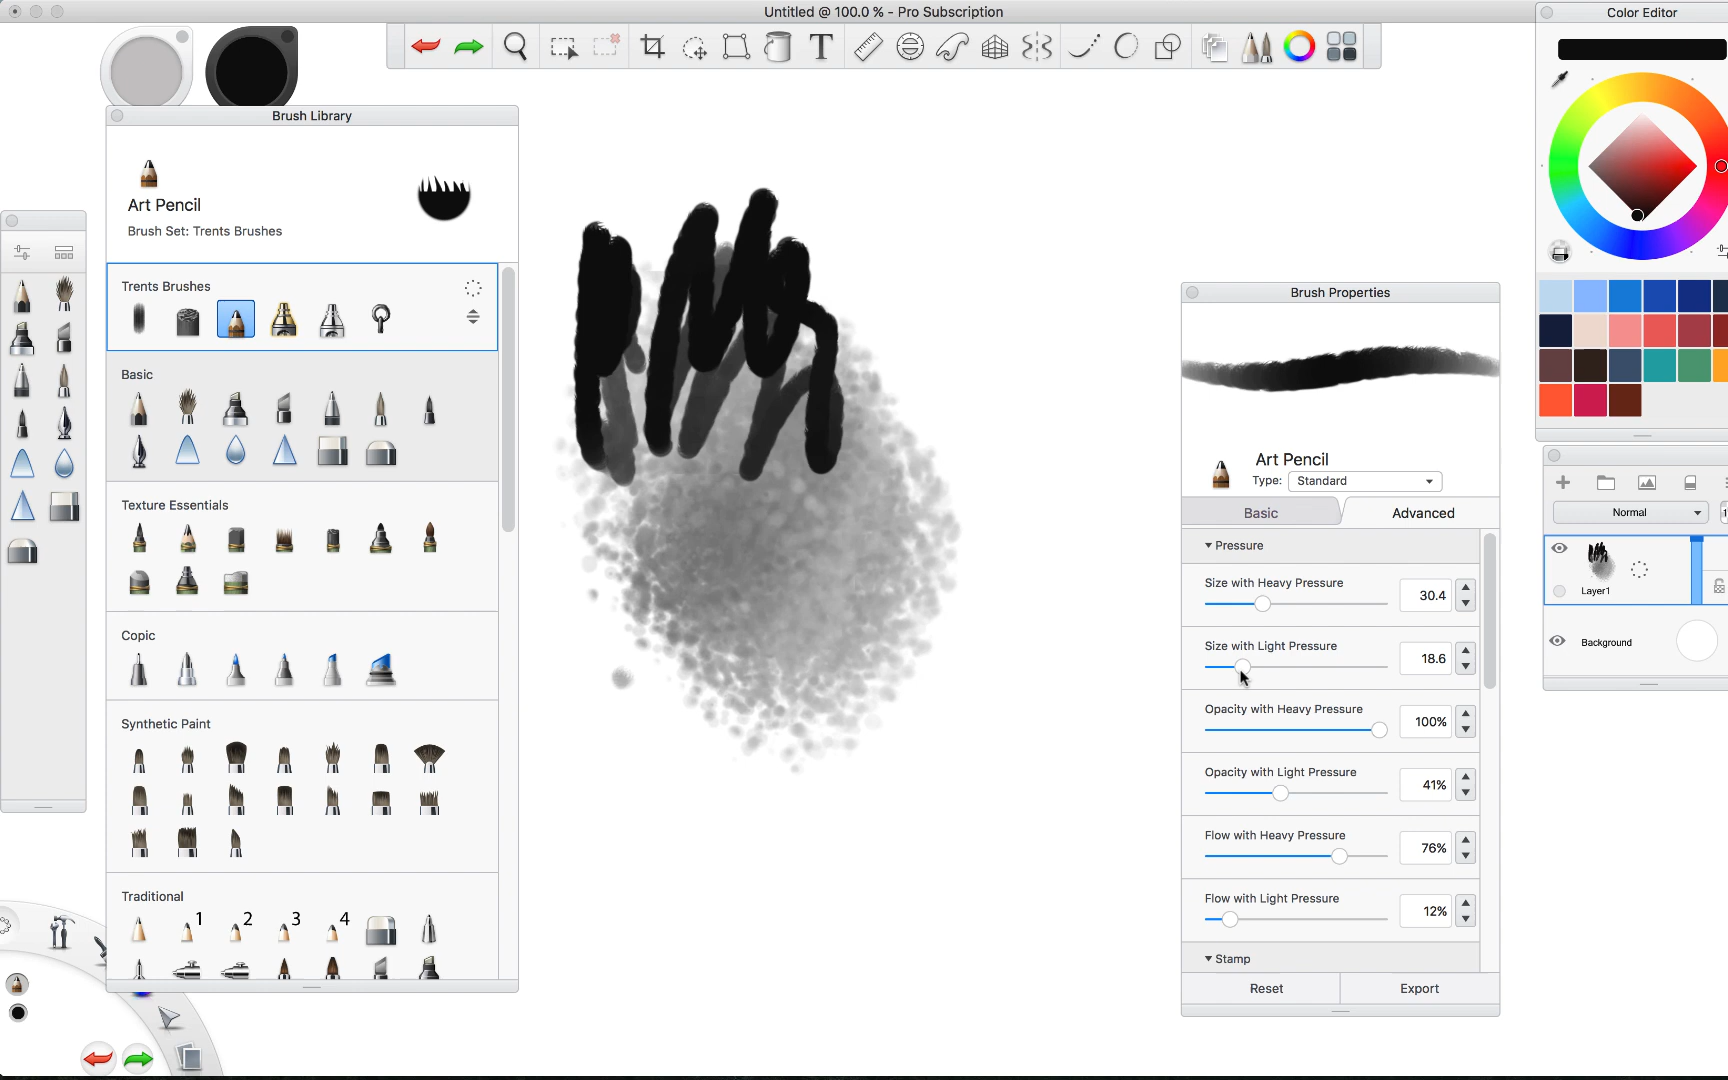 Untitled @ 100.0 % - Pro Subscription
Color Editor
T
Brush Library
Art Pencil
Brush Set: Trents Brushes
Trents Brushes
Basic
Texture Essentials
Copic
Synthetic Paint
Traditional
1
2
3
4
Brush Properties
Art Pencil
Type: Standard
Basic
Advanced
Pressure
Size with Heavy Pressure
30.4
Size with Light Pressure
18.6
Opacity with Heavy Pressure
100%
Opacity with Light Pressure
41%
Flow with Heavy Pressure
76%
Flow with Light Pressure
12%
Stamp
Reset
Export
Normal
Layer1
Background